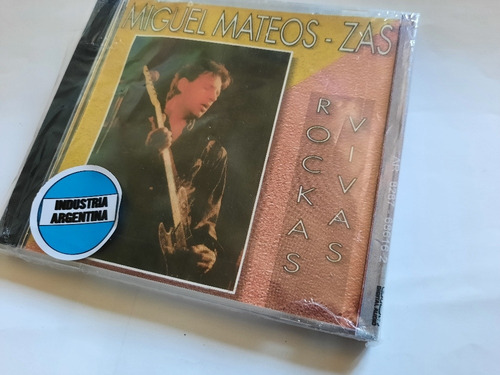 MIGUEL MATEOS - ZAS
ROCKAS
VIVAS
INDUSTRIA
ARGENTINA